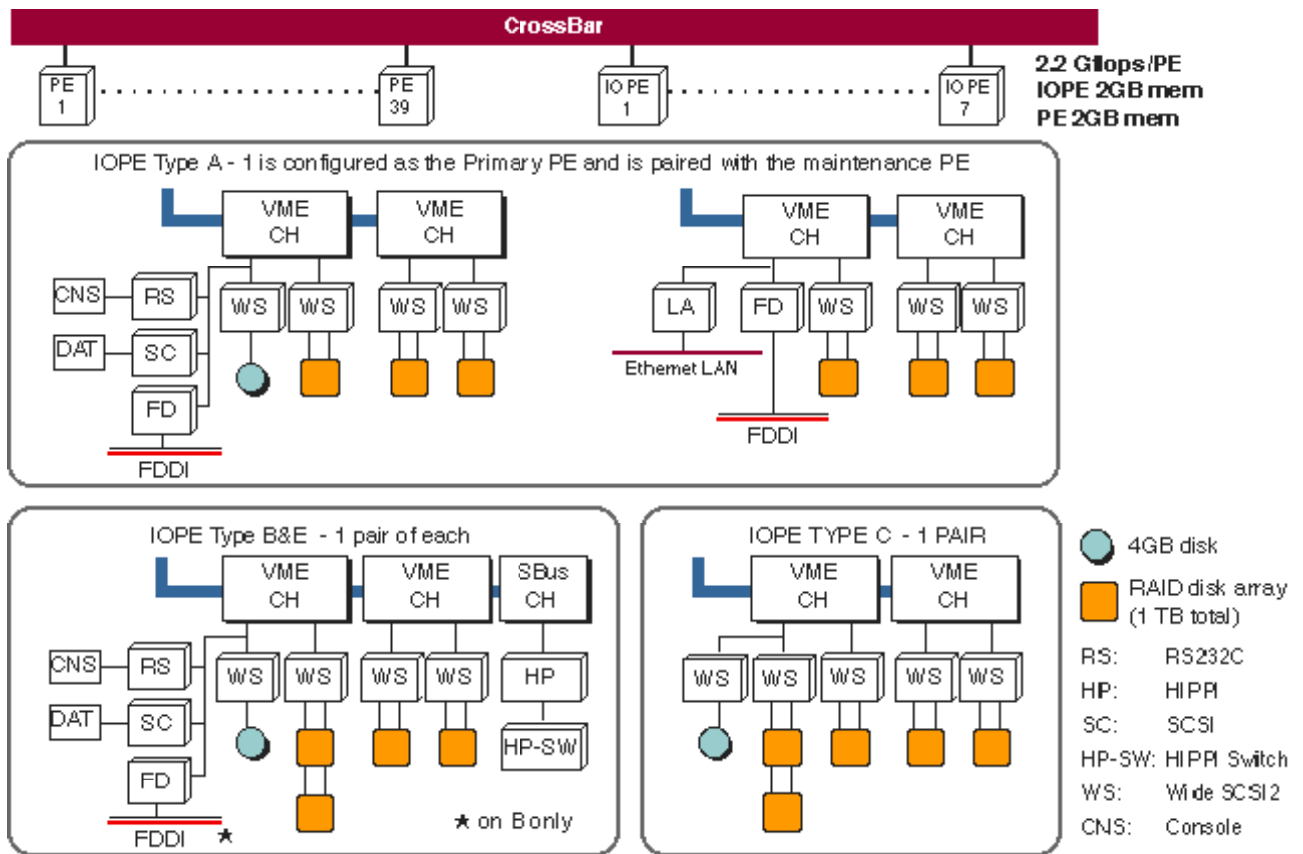 CrossBar
PE 1
PE 39
IO PE 1
IO PE 7
2.2 Gflops/PE
IOPE 2GB mem
PE 2GB mem
IOPE Type A - 1 is configured as the Primary PE and is paired with the maintenance PE
VME CH
VME CH
VME CH
VME CH
CNS
RS
WS
WS
WS
WS
LA
FD
WS
WS
WS
DAT
SC
Ethernet LAN
FD
FDDI
FDDI
IOPE Type B&E - 1 pair of each
VME CH
VME CH
SBus CH
CNS
RS
WS
WS
WS
WS
HP
DAT
SC
HP-SW
FD
FDDI ★
★ on B only
IOPE TYPE C - 1 PAIR
VME CH
VME CH
WS
WS
WS
WS
WS
4GB disk
RAID disk array
(1 TB total)
RS: RS232C
HP: HIPPI
SC: SCSI
HP-SW: HIPPI Switch
WS: Wide SCSI2
CNS: Console